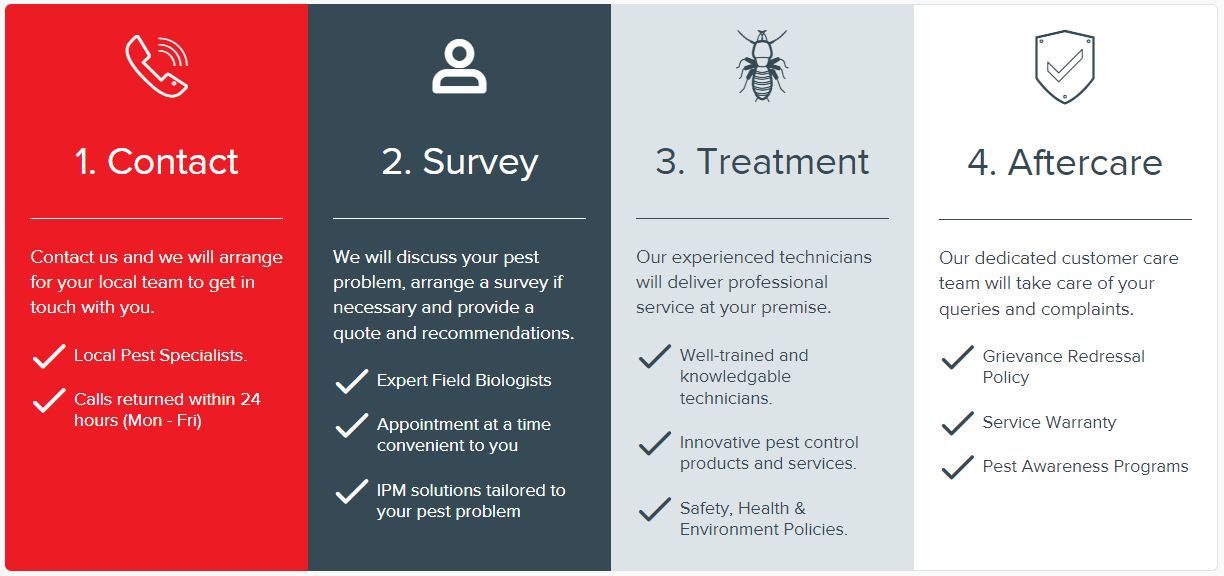 1. Contact
Contact us and we will arrange
for your local team to get in
touch with you.
Local Pest Specialists.
Calls returned within 24
hours (Mon - Fri)
2. Survey
We will discuss your pest
problem, arrange a survey if
necessary and provide a
quote and recommendations.
Expert Field Biologists
Appointment at a time
convenient to you
IPM solutions tailored to
your pest problem
3. Treatment
Our experienced technicians
will deliver professional
service at your premise.
Well-trained and
knowledgable
technicians.
Innovative pest control
products and services.
Safety, Health &
Environment Policies.
4. Aftercare
Our dedicated customer care
team will take care of your
queries and complaints.
Grievance Redressal
Policy
Service Warranty
Pest Awareness Programs